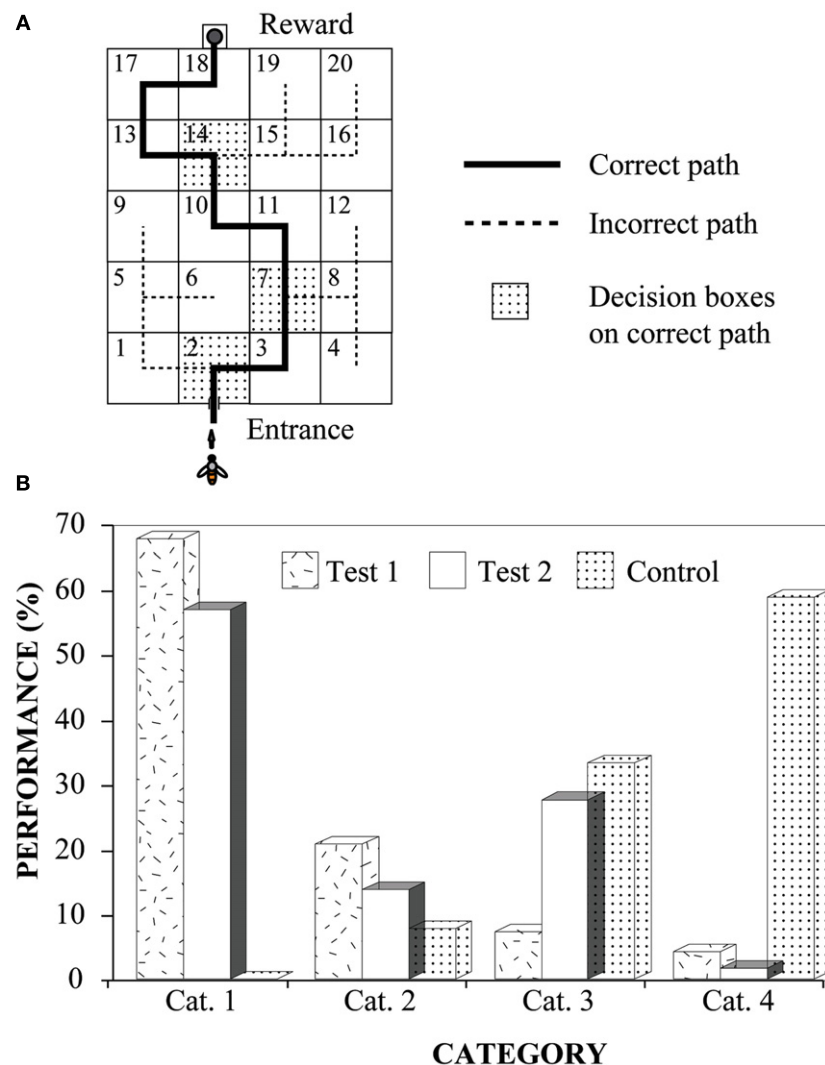 A
Reward
17 18 19 20
13 14 15 16
9 10 11 12
5 6 7 8
1 2 3 4
Entrance
Correct path
Incorrect path
Decision boxes
on correct path
B
PERFORMANCE (%)
70
60
50
40
30
20
10
0
Test 1 Test 2 Control
Cat. 1 Cat. 2 Cat. 3 Cat. 4
CATEGORY